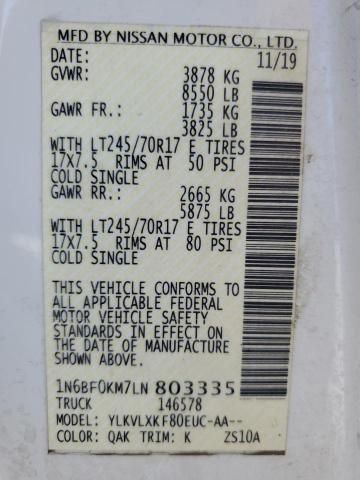 MFD BY NISSAN MOTOR CO., LTD.
DATE: 11/19
GVWR: 3878 KG
8550 LB
GAWR FR.: 1735 KG
3825 LB
WITH LT245/70R17 E TIRES
17X7.5 RIMS AT 50 PSI
COLD SINGLE
GAWR RR.: 2665 KG
5875 LB
WITH LT245/70R17 E TIRES
17X7.5 RIMS AT 80 PSI
COLD SINGLE
THIS VEHICLE CONFORMS TO
ALL APPLICABLE FEDERAL
MOTOR VEHICLE SAFETY
STANDARDS IN EFFECT ON
THE DATE OF MANUFACTURE
SHOWN ABOVE.
1N6BF0KM7LN 803335
TRUCK 146578
MODEL: YLKVLXKF80EUC-AA--
COLOR: QAK TRIM: K ZS10A